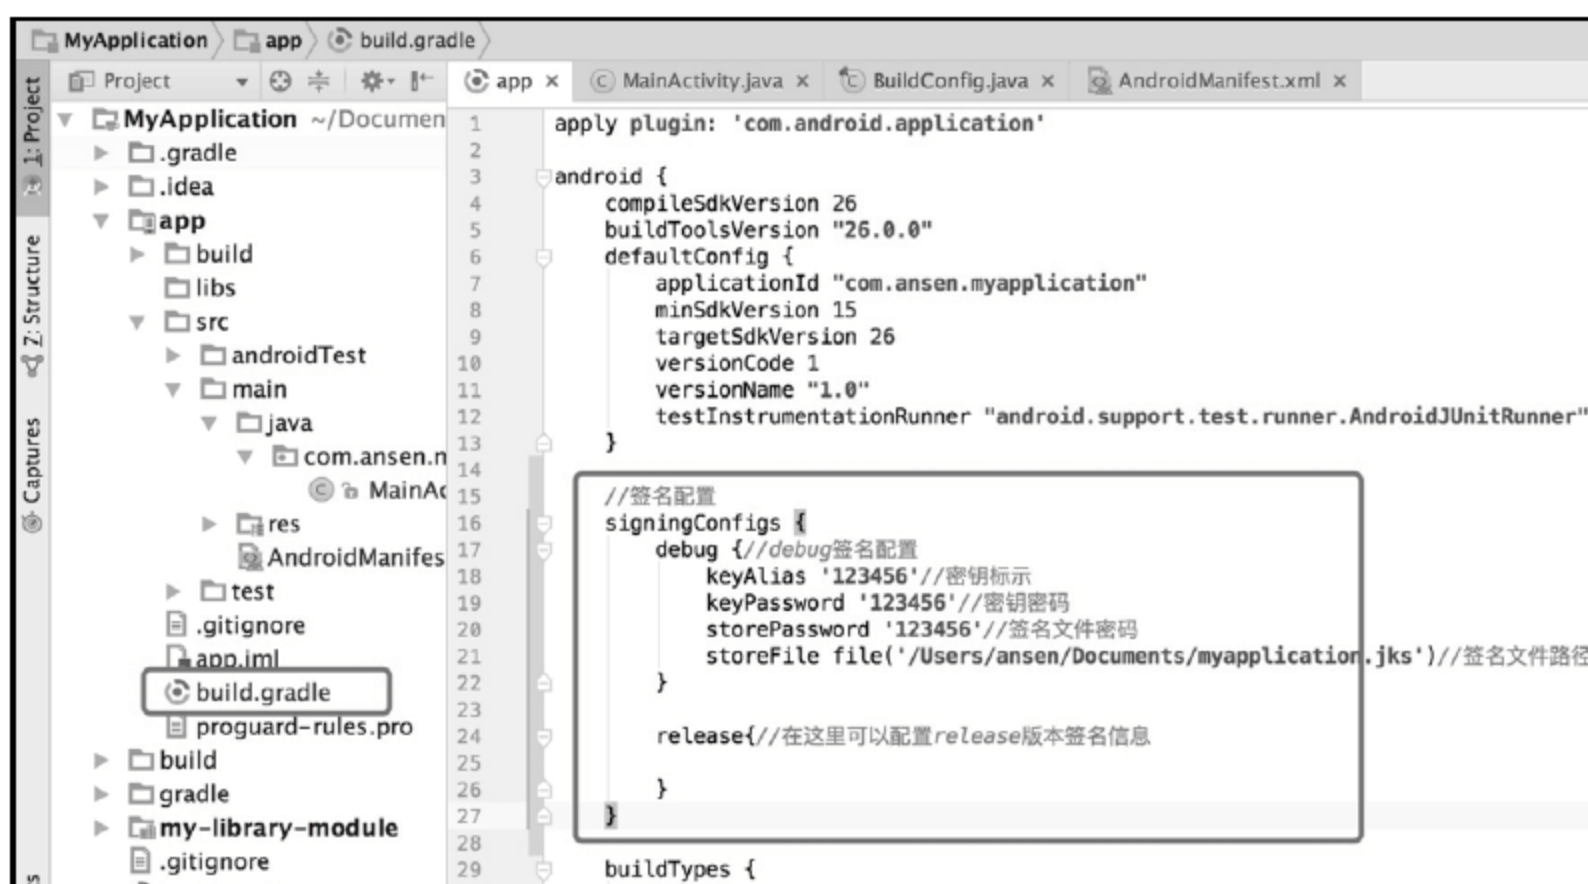 MyApplication app build.gradle
Project
app × MainActivity.java × BuildConfig.java × AndroidManifest.xml ×
1: Project
Z: Structure
Captures
MyApplication ~/Documen
.gradle
.idea
app
build
libs
src
androidTest
main
java
com.ansen.m
MainAc
res
AndroidManifes
test
.gitignore
app.iml
build.gradle
proguard-rules.pro
build
gradle
my-library-module
.gitignore
1 apply plugin: 'com.android.application'
2
3 android {
4 compileSdkVersion 26
5 buildToolsVersion "26.0.0"
6 defaultConfig {
7 applicationId "com.ansen.myapplication"
8 minSdkVersion 15
9 targetSdkVersion 26
10 versionCode 1
11 versionName "1.0"
12 testInstrumentationRunner "android.support.test.runner.AndroidJUnitRunner"
13 }
14
15 //签名配置
16 signingConfigs {
17 debug {//debug签名配置
18 keyAlias '123456'//密钥标示
19 keyPassword '123456'//密钥密码
20 storePassword '123456'//签名文件密码
21 storeFile file('/Users/ansen/Documents/myapplication.jks')//签名文件路径
22 }
23
24 release{//在这里可以配置release版本签名信息
25
26 }
27 }
28
29 buildTypes {